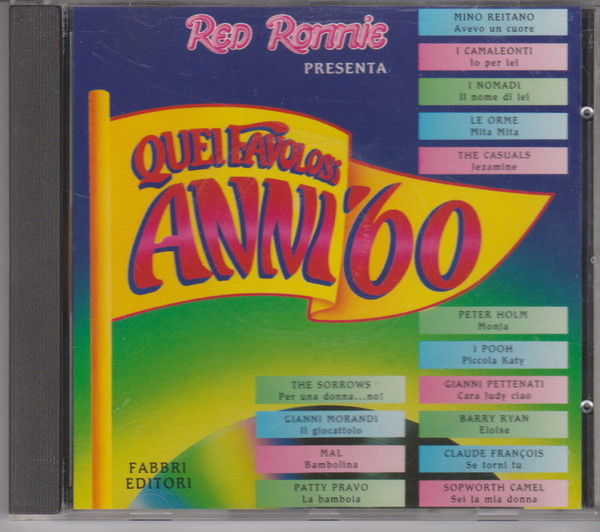 RED RONNIE
PRESENTA
QUEI FAVOLOSI
ANNI '60
MINO REITANO
Avevo un cuore
I CAMALEONTI
Io per lei
I NOMADI
Il nome di lei
LE ORME
Mita Mita
THE CASUALS
Jezamine
PETER HOLM
Monja
I POOH
Piccola Katy
THE SORROWS
Per una donna...no!
GIANNI PETTENATI
Cara Judy ciao
GIANNI MORANDI
Il giocattolo
BARRY RYAN
Eloise
MAL
Bambolina
CLAUDE FRANÇOIS
Se torni tu
PATTY PRAVO
La bambola
SOPWORTH CAMEL
Sei la mia donna
FABBRI
EDITORI